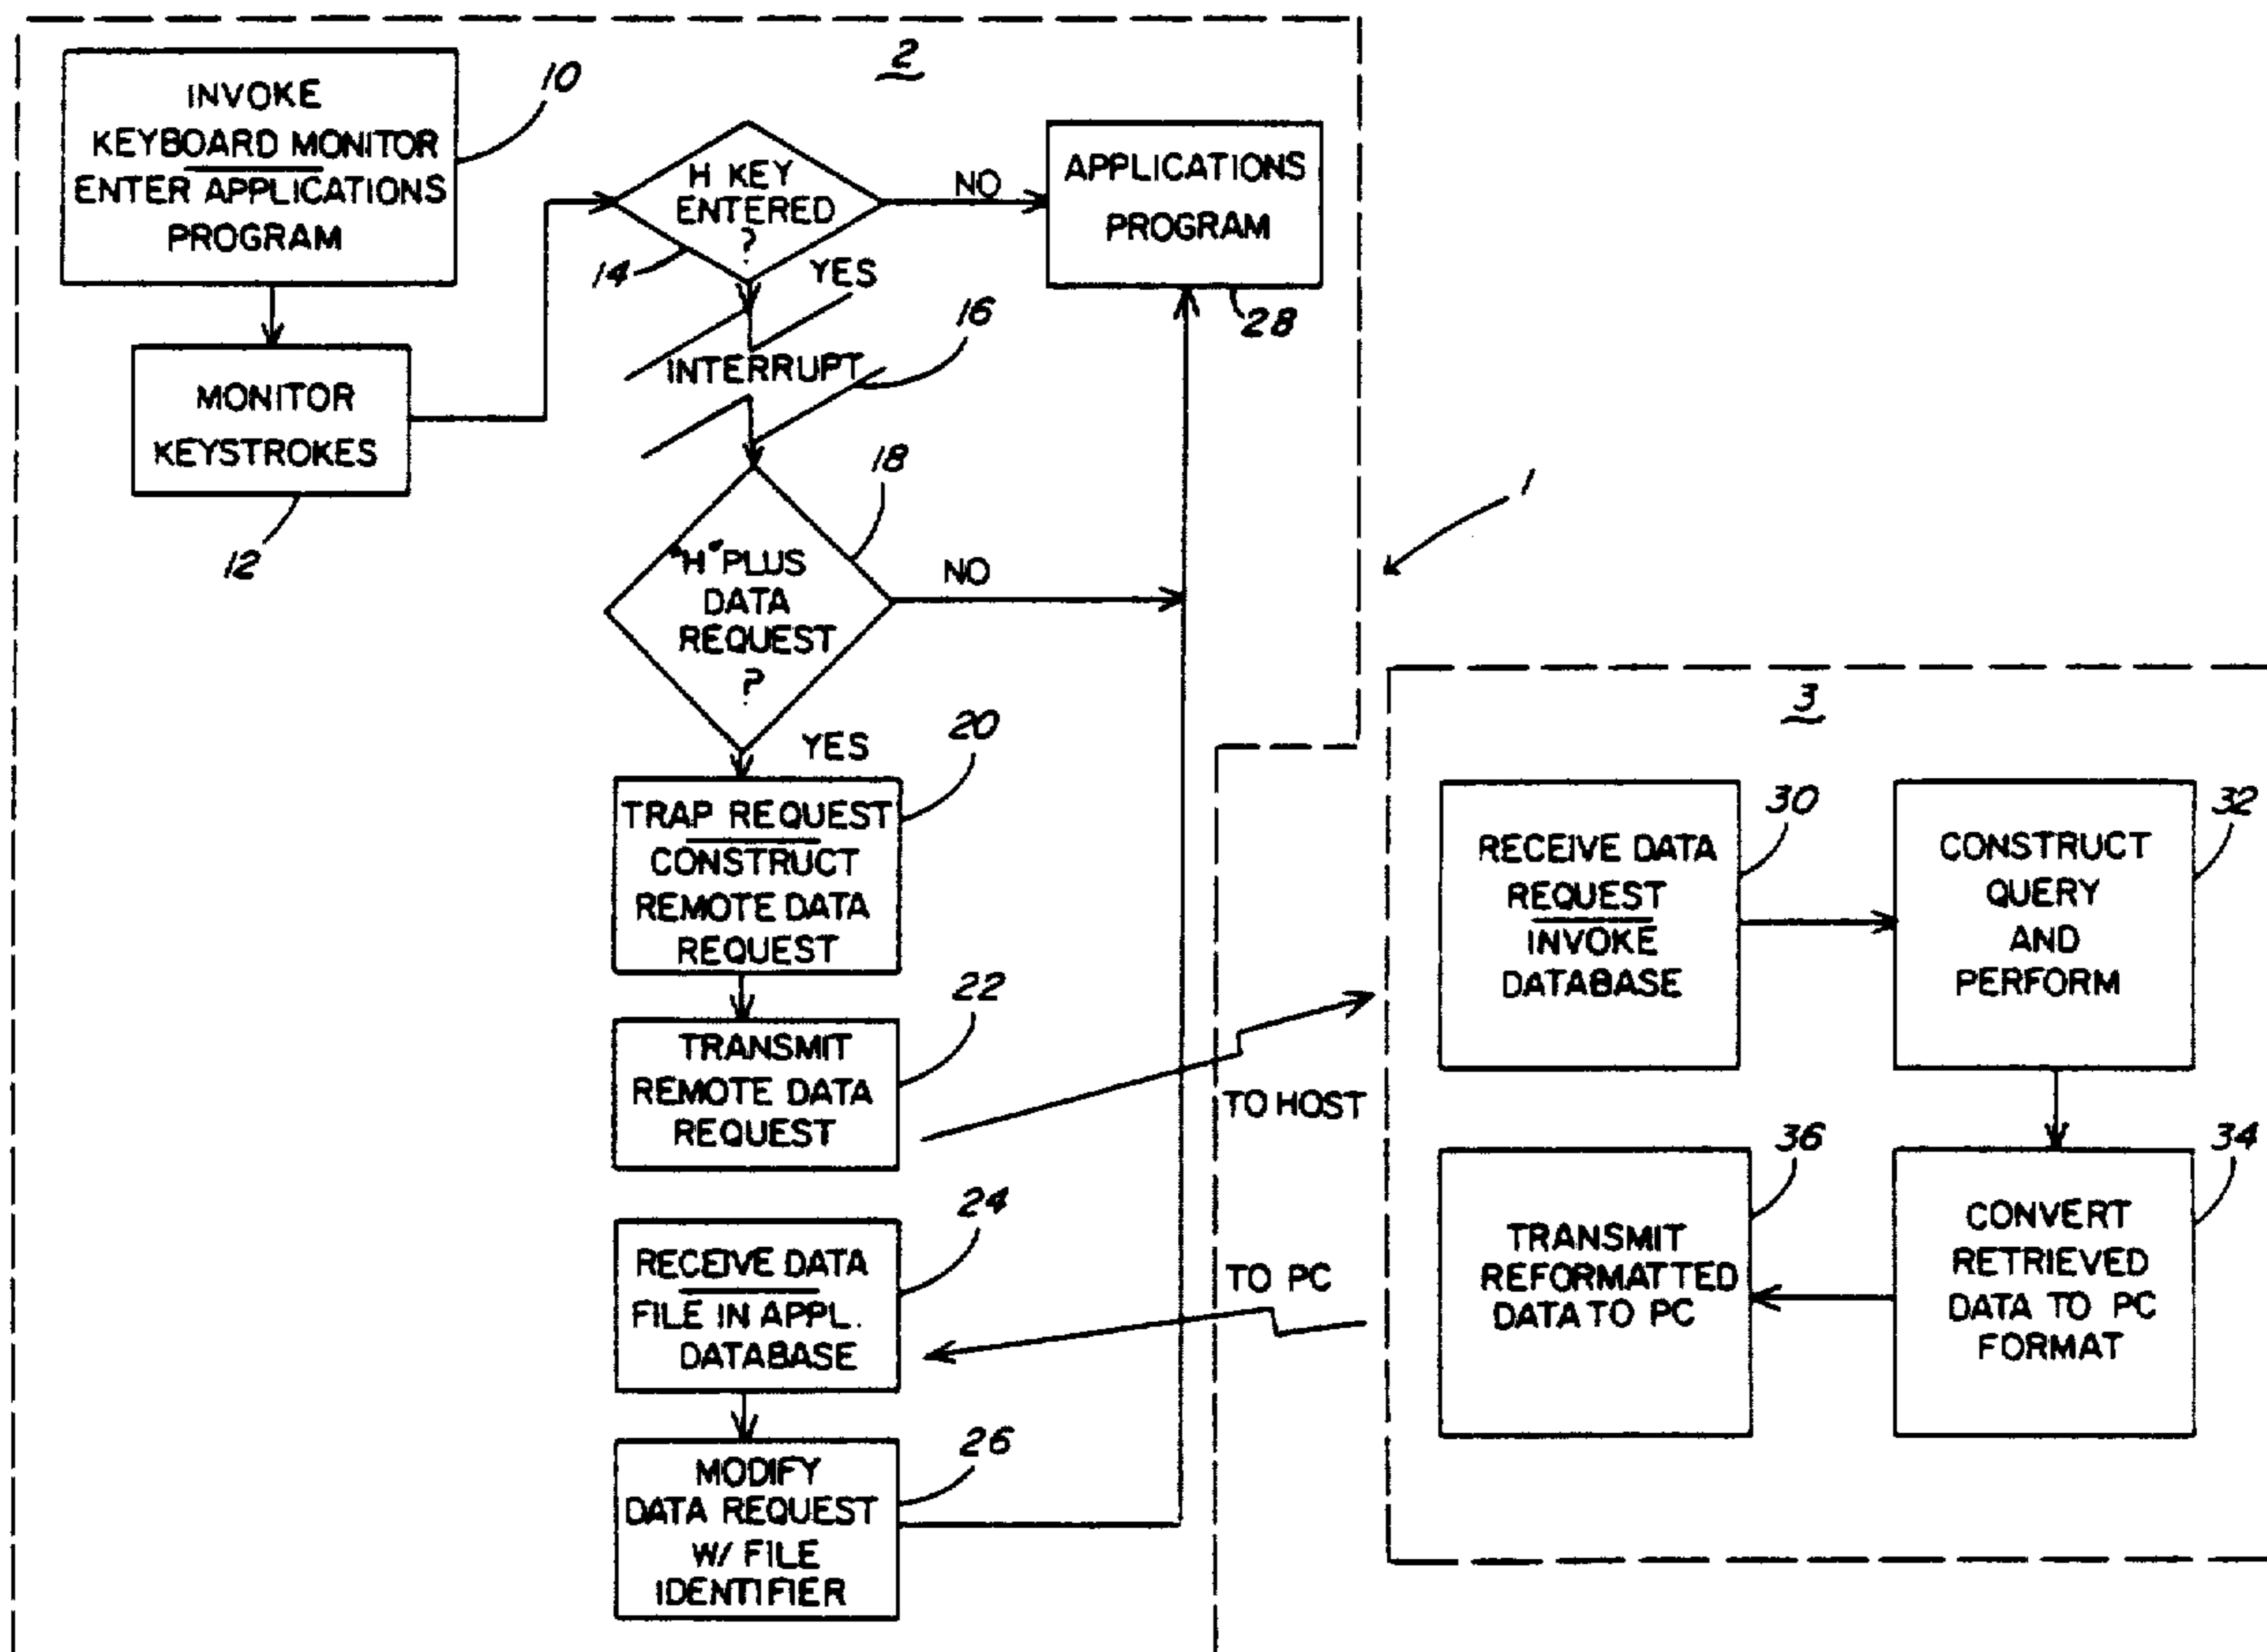 2
INVOKE
KEYBOARD MONITOR
ENTER APPLICATIONS
PROGRAM
10
MONITOR
KEYSTROKES
12
H KEY
ENTERED
?
14
NO
YES
APPLICATIONS
PROGRAM
28
INTERRUPT
16
"H" PLUS
DATA
REQUEST
?
18
NO
YES
1
TRAP REQUEST
CONSTRUCT
REMOTE DATA
REQUEST
20
TRANSMIT
REMOTE DATA
REQUEST
22
TO HOST
RECEIVE DATA
FILE IN APPL.
DATABASE
24
TO PC
MODIFY
DATA REQUEST
W/ FILE
IDENTIFIER
26
3
RECEIVE DATA
REQUEST
INVOKE
DATABASE
30
CONSTRUCT
QUERY
AND
PERFORM
32
CONVERT
RETRIEVED
DATA TO PC
FORMAT
34
TRANSMIT
REFORMATTED
DATA TO PC
36